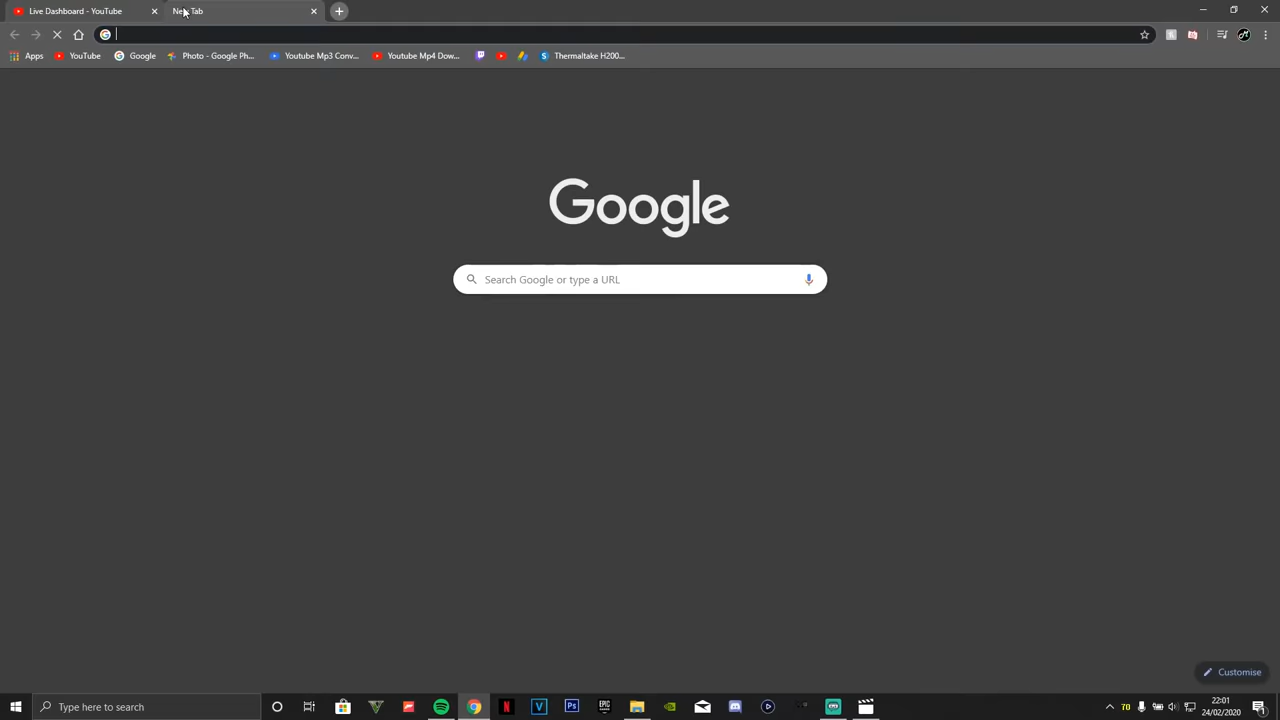 Live Dashboard - YouTube
New Tab
Apps YouTube Google Photo - Google Ph... Youtube Mp3 Conv... Youtube Mp4 Dow... Thermaltake H200...
Google
Search Google or type a URL
Customise
Type here to search
70
22:01
24/02/2020